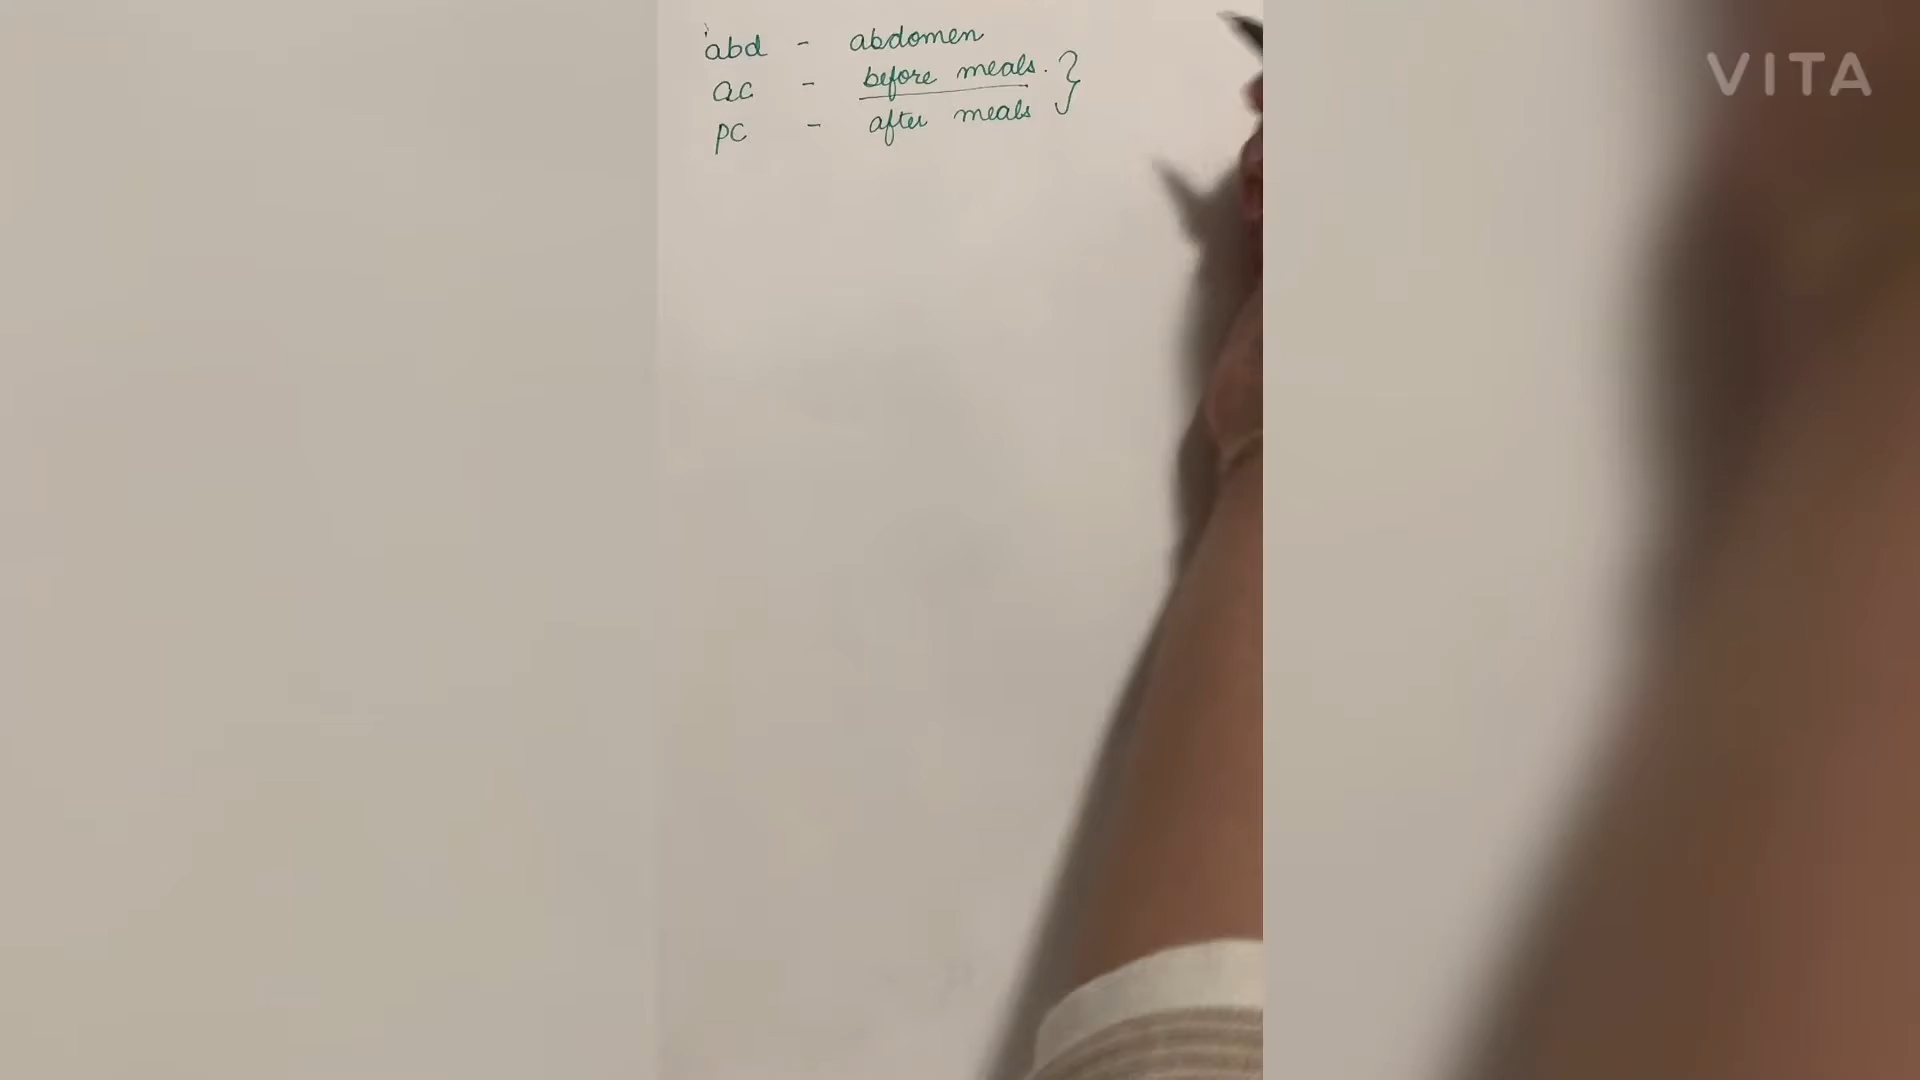 abd - abdomen
ac - before meals. }
pc - after meals
VITA